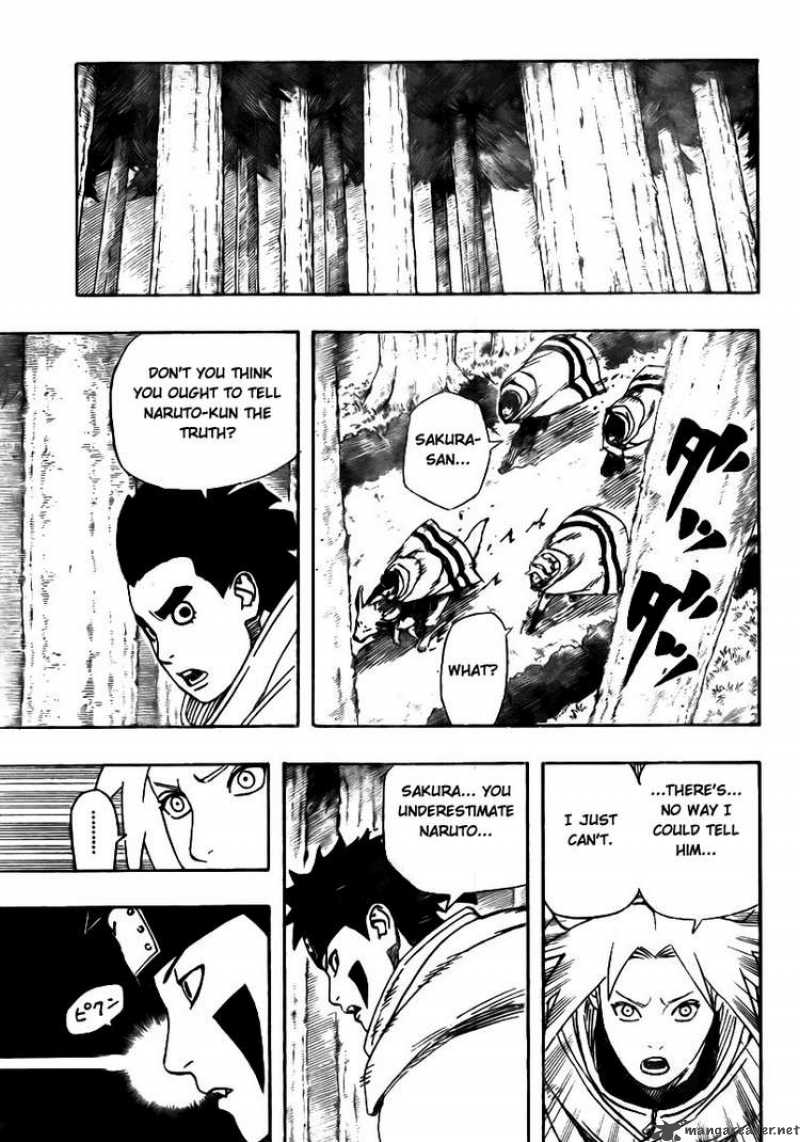 SAKURA-
SAN...
ダッ
ダッ
WHAT?
DON'T YOU THINK
YOU OUGHT TO TELL
NARUTO-KUN THE
TRUTH?
...THERE'S...
NO WAY I
COULD TELL
HIM...
I JUST
CAN'T.
SAKURA... YOU
UNDERESTIMATE
NARUTO...
.........
ピクン
mangareader.net